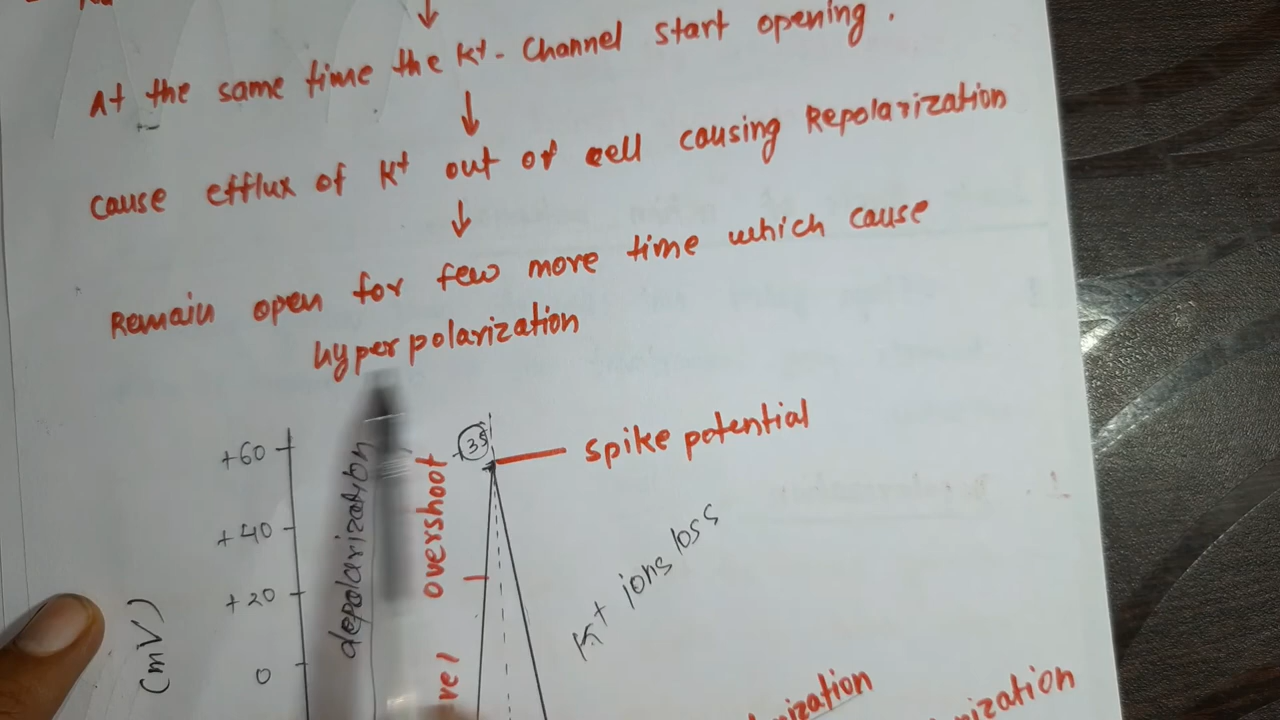 At the same time the K+ - Channel start opening.
↓
cause efflux of K+ out of cell causing Repolarization
↓
Remain open for few more time which cause
hyperpolarization
+60
+40
+20
0
(mV)
depolarization
overshoot
+35
spike potential
K+ ions loss